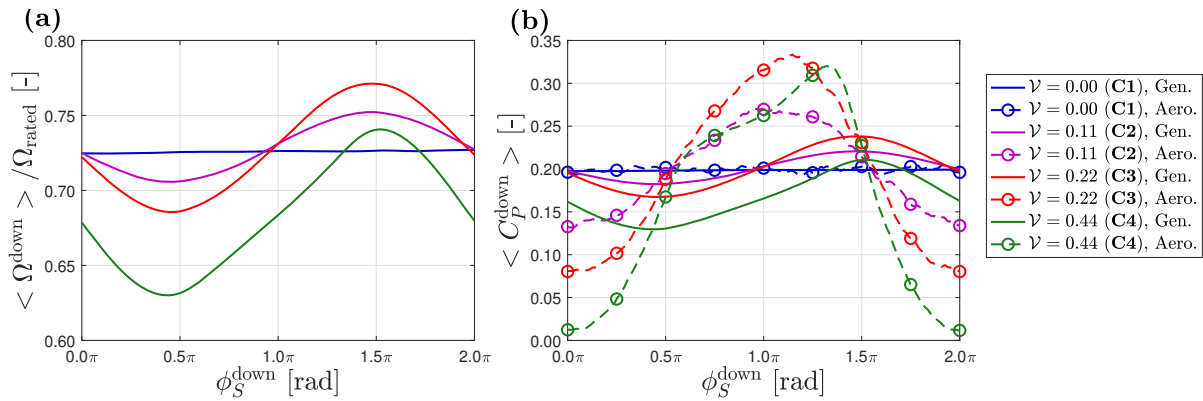 (a)
0.80
0.75
0.70
0.65
0.60
0.0π 0.5π 1.0π 1.5π 2.0π
< Ω^down > /Ω_rated [-]
ϕ_S^down [rad]
(b)
0.35
0.30
0.25
0.20
0.15
0.10
0.05
0.00
0.0π 0.5π 1.0π 1.5π 2.0π
< C_P^down > [-]
ϕ_S^down [rad]
𝒱 = 0.00 (C1), Gen.
𝒱 = 0.00 (C1), Aero.
𝒱 = 0.11 (C2), Gen.
𝒱 = 0.11 (C2), Aero.
𝒱 = 0.22 (C3), Gen.
𝒱 = 0.22 (C3), Aero.
𝒱 = 0.44 (C4), Gen.
𝒱 = 0.44 (C4), Aero.